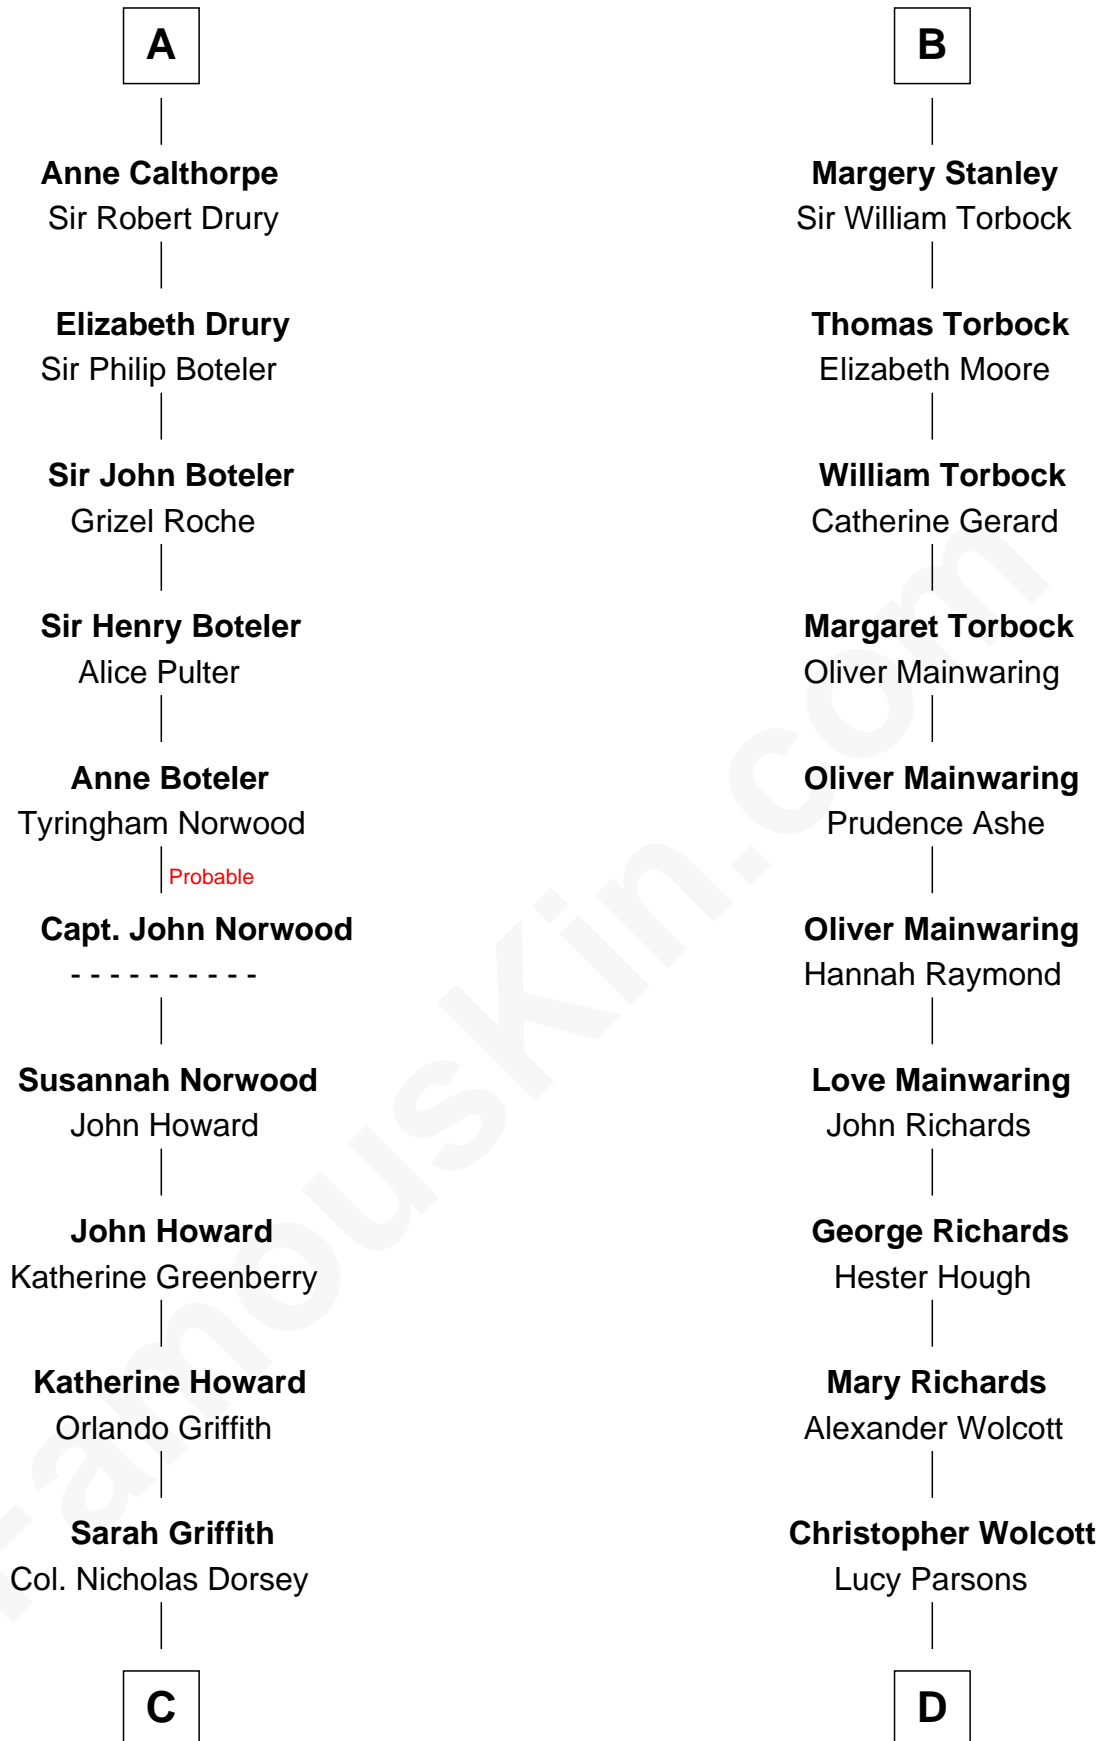 A
Anne Calthorpe
Sir Robert Drury
Elizabeth Drury
Sir Philip Boteler
Sir John Boteler
Grizel Roche
Sir Henry Boteler
Alice Pulter
Anne Boteler
Tyringham Norwood
Probable
Capt. John Norwood
- - - - - - - - - -
Susannah Norwood
John Howard
John Howard
Katherine Greenberry
Katherine Howard
Orlando Griffith
Sarah Griffith
Col. Nicholas Dorsey
C
B
Margery Stanley
Sir William Torbock
Thomas Torbock
Elizabeth Moore
William Torbock
Catherine Gerard
Margaret Torbock
Oliver Mainwaring
Oliver Mainwaring
Prudence Ashe
Oliver Mainwaring
Hannah Raymond
Love Mainwaring
John Richards
George Richards
Hester Hough
Mary Richards
Alexander Wolcott
Christopher Wolcott
Lucy Parsons
D
FamousKin.com